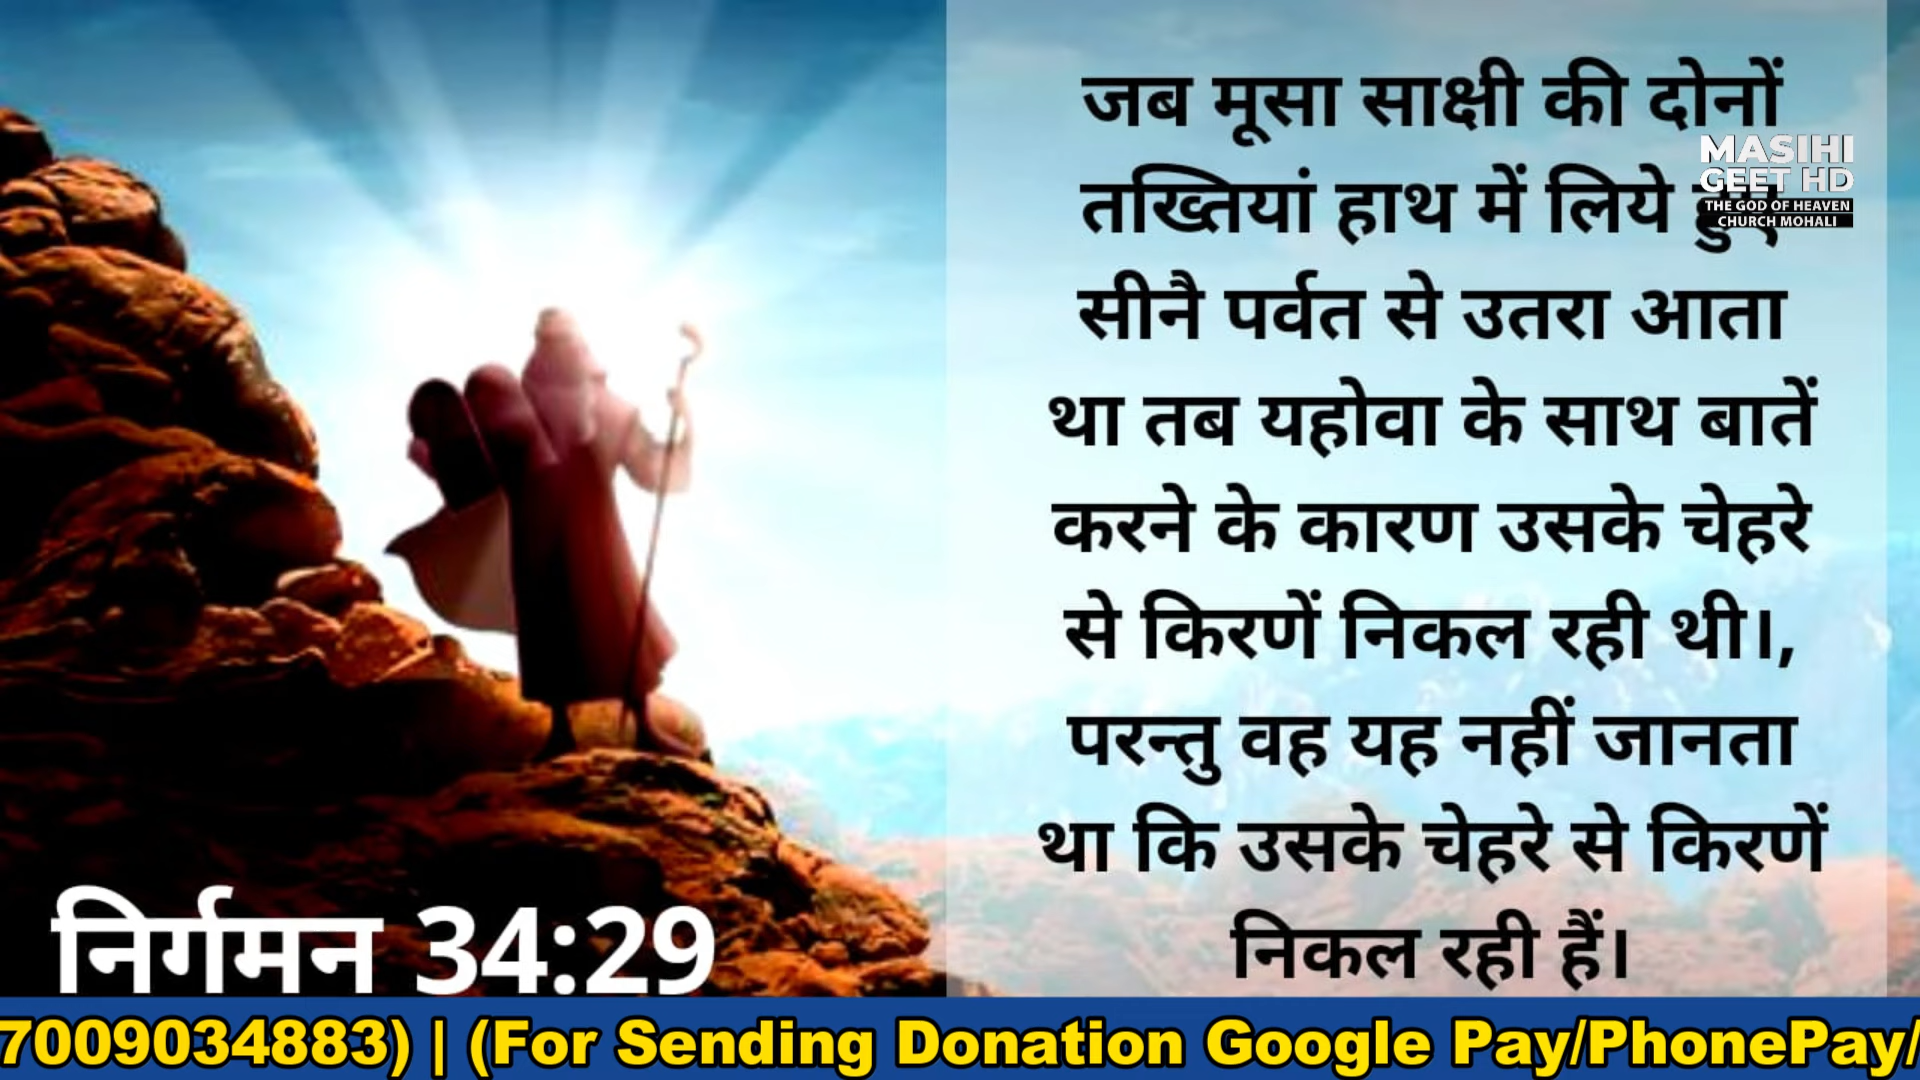 जब मूसा साक्षी की दोनों
तख्तियां हाथ में लिये
सीनै पर्वत से उतरा आता
था तब यहोवा के साथ बातें
करने के कारण उसके चेहरे
से किरणें निकल रही थी।,
परन्तु वह यह नहीं जानता
था कि उसके चेहरे से किरणें
निकल रही हैं।
MASIHI
GEET HD
THE GOD OF HEAVEN
CHURCH MOHALI
निर्गमन 34:29
7009034883) | (For Sending Donation Google Pay/PhonePay/